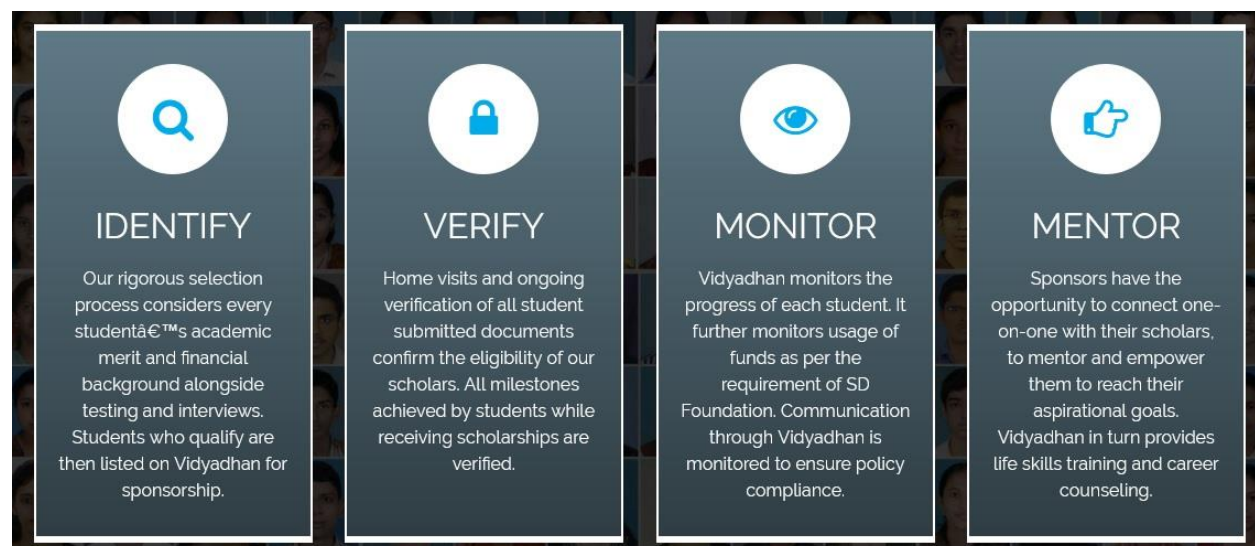 IDENTIFY
Our rigorous selection
process considers every
studentâ€™s academic
merit and financial
background alongside
testing and interviews.
Students who qualify are
then listed on Vidyadhan for
sponsorship.
VERIFY
Home visits and ongoing
verification of all student
submitted documents
confirm the eligibility of our
scholars. All milestones
achieved by students while
receiving scholarships are
verified.
MONITOR
Vidyadhan monitors the
progress of each student. It
further monitors usage of
funds as per the
requirement of SD
Foundation. Communication
through Vidyadhan is
monitored to ensure policy
compliance.
MENTOR
Sponsors have the
opportunity to connect one-
on-one with their scholars,
to mentor and empower
them to reach their
aspirational goals.
Vidyadhan in turn provides
life skills training and career
counseling.